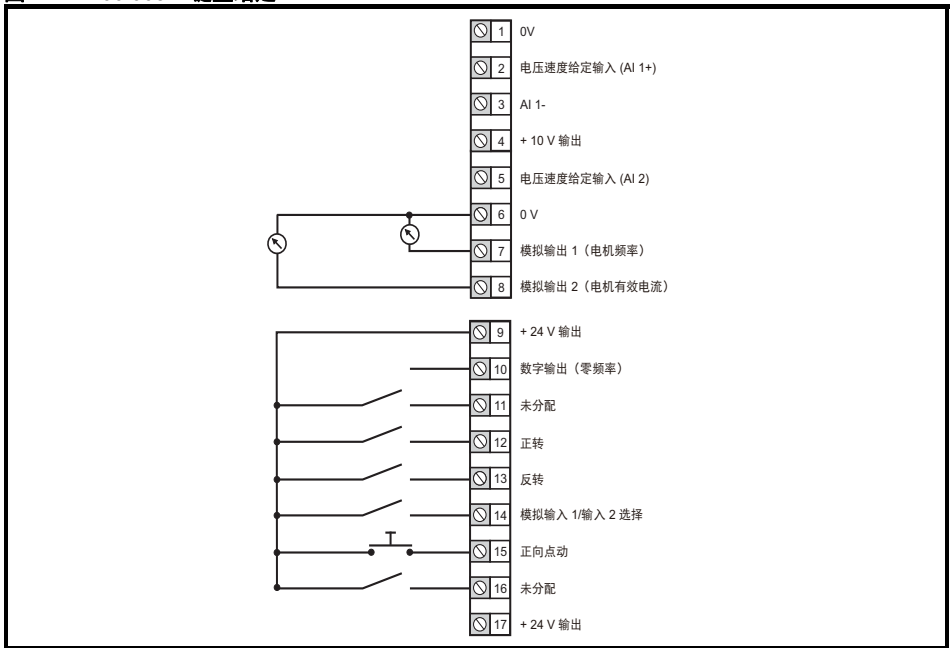 1 0V
2 电压速度给定输入 (AI 1+)
3 AI 1-
4 + 10 V 输出
5 电压速度给定输入 (AI 2)
6 0 V
7 模拟输出 1（电机频率）
8 模拟输出 2（电机有效电流）
9 + 24 V 输出
10 数字输出（零频率）
11 未分配
12 正转
13 反转
14 模拟输入 1/输入 2 选择
15 正向点动
16 未分配
17 + 24 V 输出